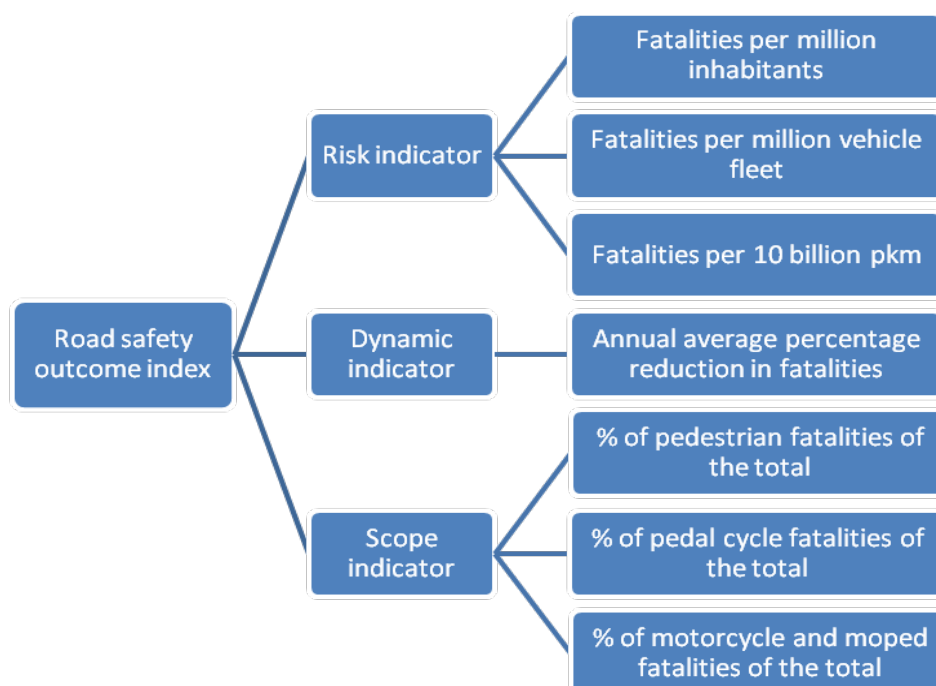 Fatalities per million
inhabitants
Risk indicator
Fatalities per million vehicle
fleet
Fatalities per 10 billion pkm
Road safety
outcome index
Dynamic
indicator
Annual average percentage
reduction in fatalities
% of pedestrian fatalities of
the total
Scope
indicator
% of pedal cycle fatalities of
the total
% of motorcycle and moped
fatalities of the total